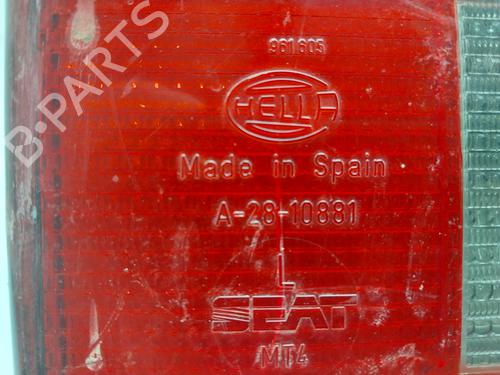 B-PARTS
961605
HELLA
Made in Spain
A-28-10881
L
SEAT
MT4